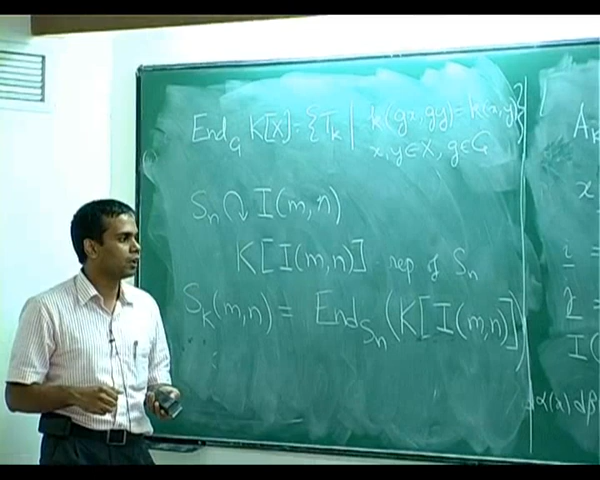 End_G K[X] = {T_k | k(gx, gy) = k(x, y)}
x, y ∈ X, g ∈ G
S_n ↷ I(m, n)
K[I(m, n)] rep of S_n
S_K(m, n) = End_{S_n}(K[I(m, n)])
A_k
x
i =
I(
α(x) dβ